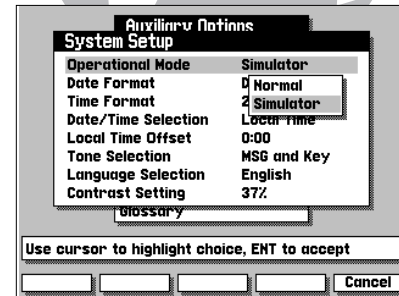 Auxiliary Options
System Setup
Operational Mode Simulator
Date Format D
Normal
Time Format 2
Simulator
Date/Time Selection Local Time
Local Time Offset 0:00
Tone Selection MSG and Key
Language Selection English
Contrast Setting 37%
Glossary
Use cursor to highlight choice, ENT to accept
Cancel